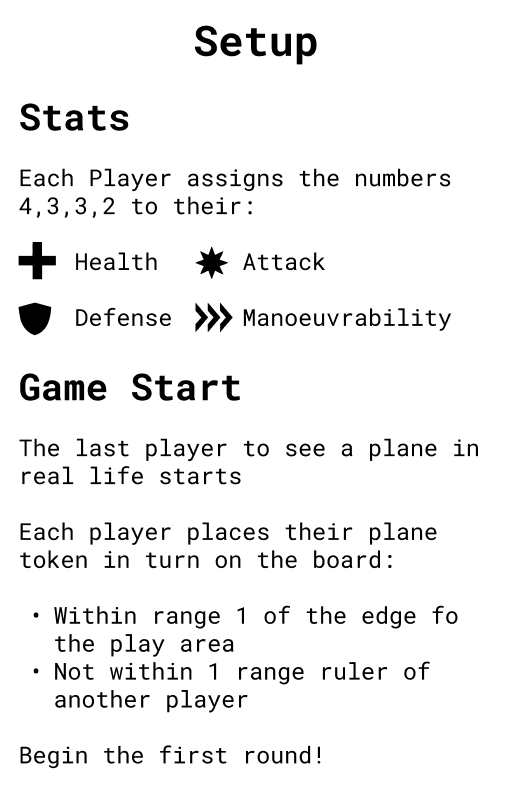 Setup
Stats
Each Player assigns the numbers
4,3,3,2 to their:
Health Attack
Defense Manoeuvrability
Game Start
The last player to see a plane in
real life starts
Each player places their plane
token in turn on the board:
• Within range 1 of the edge fo
the play area
• Not within 1 range ruler of
another player
Begin the first round!